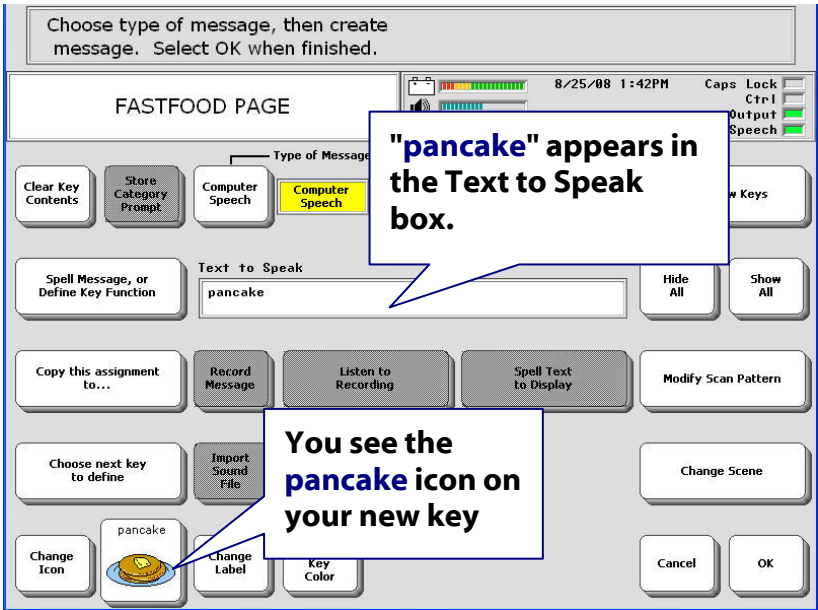 Choose type of message, then create
message. Select OK when finished.
FASTFOOD PAGE
8/25/08 1:42PM
Caps Lock
Ctrl
Output
Speech
Type of Message
"pancake" appears in
the Text to Speak
box.
Clear Key
Contents
Store
Category
Prompt
Computer
Speech
Computer
Speech
Keys
Spell Message, or
Define Key Function
Text to Speak
pancake
Hide
All
Show
All
Copy this assignment
to...
Record
Message
Listen to
Recording
Spell Text
to Display
Modify Scan Pattern
You see the
pancake icon on
your new key
Choose next key
to define
Import
Sound
File
Change Scene
Change
Icon
pancake
Change
Label
Key
Color
Cancel
OK